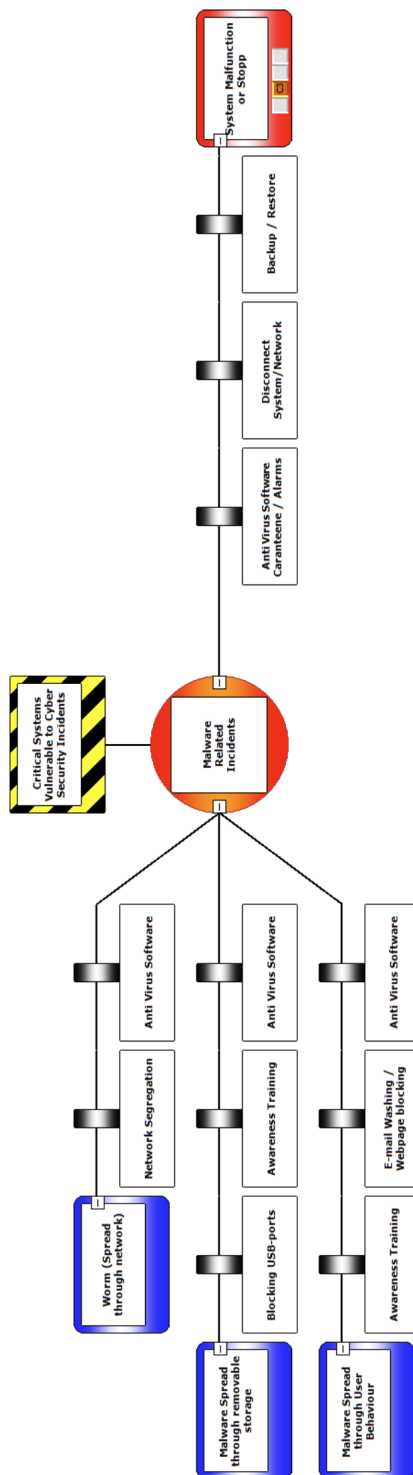 Critical Systems
Vulnerable to Cyber
Security Incidents
Worm (Spread
through network)
Network Segregation
Anti Virus Software
Malware Spread
through removable
storage
Blocking USB-ports
Awareness Training
Anti Virus Software
Malware
Related
Incidents
Anti Virus Software
Caranteene / Alarms
Disconnect
System/Network
Backup / Restore
System Malfunction
or Stopp
C3
Malware Spread
through User
Behaviour
Awareness Training
E-mail Washing /
Webpage blocking
Anti Virus Software